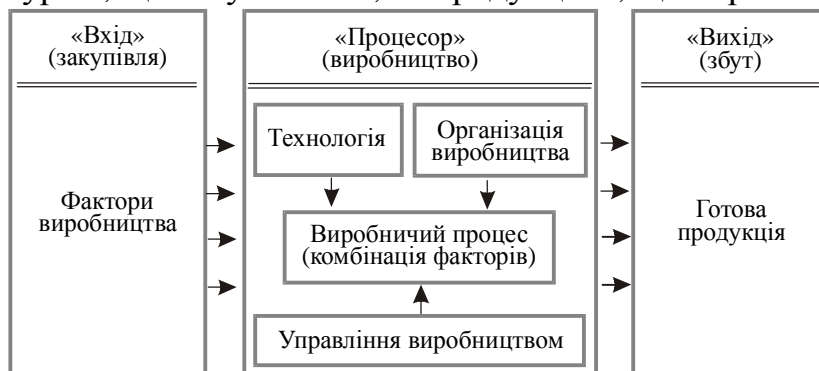 «Вхід»
(закупівля)
Фактори
виробництва
«Процесор»
(виробництво)
Технологія
Організація
виробництва
Виробничий процес
(комбінація факторів)
Управління виробництвом
«Вихід»
(збут)
Готова
продукція